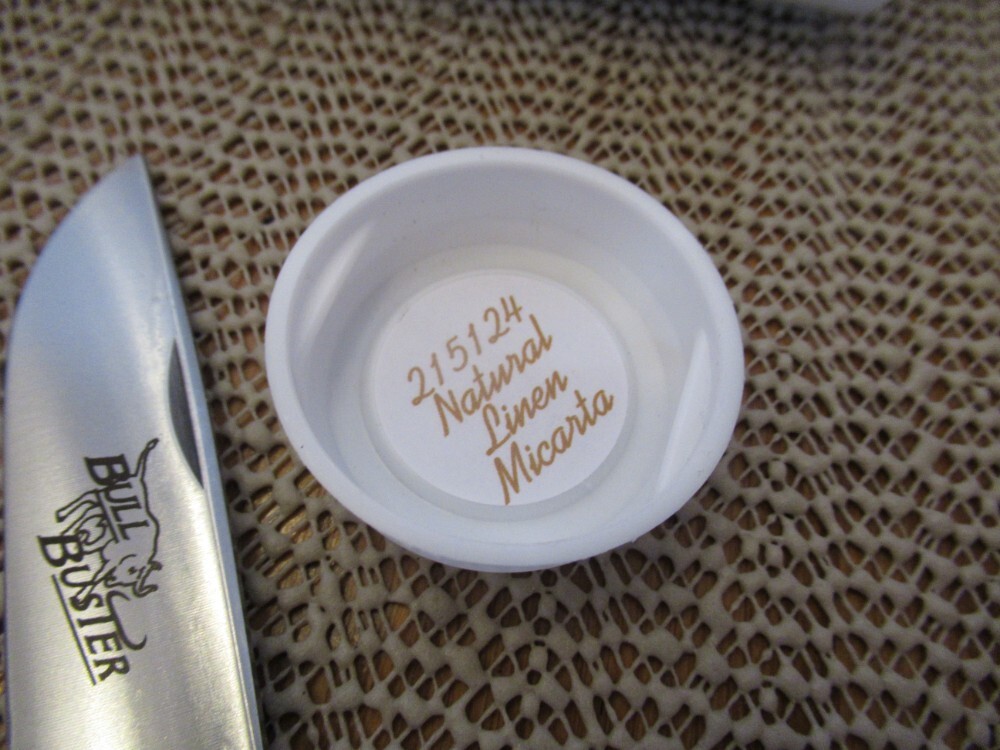 BULL
BUSTER
215124
Natural
Linen
Micarta